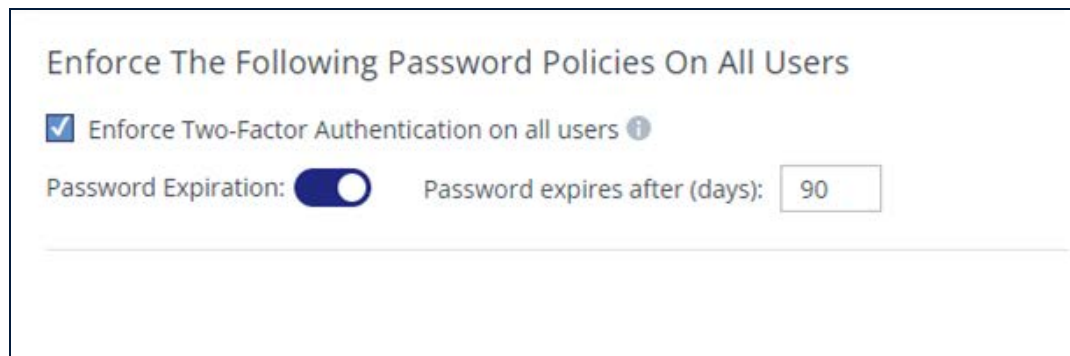 Enforce The Following Password Policies On All Users
Enforce Two-Factor Authentication on all users
Password Expiration: Password expires after (days): 90